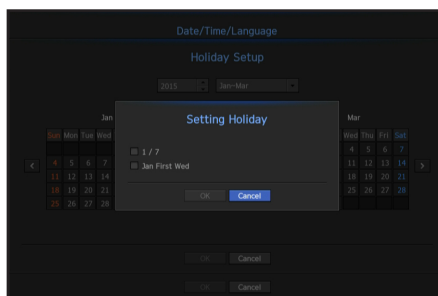 Date/Time/Language
Holiday Setup
2015 Jan-Mar
Jan Mar
Setting Holiday
Sun Mon Tue Wed Wed Thu Fri Sat
4 5 6 7
1 / 7
4 5 6 7 11 12 13 14
Jan First Wed
11 12 13 14 18 19 20 21
18 19 20 21 25 26 27 28
25 26 27 28
OK Cancel
OK Cancel
OK Cancel